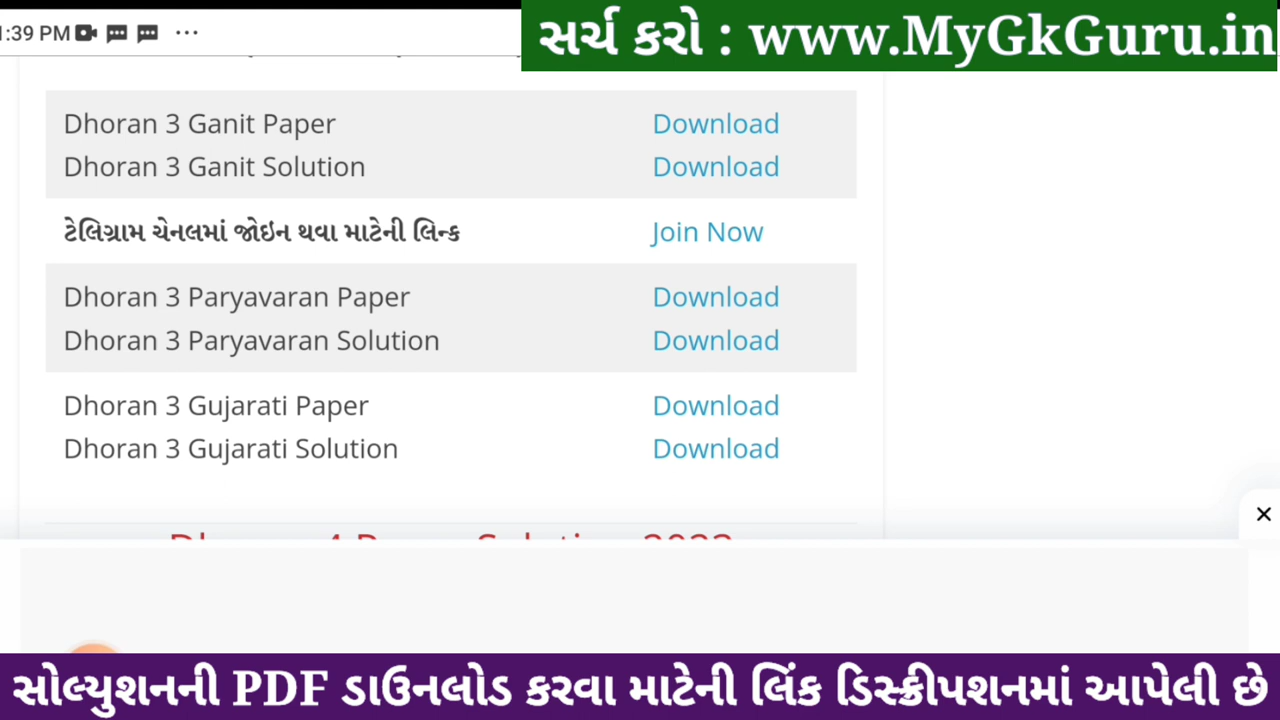 :39 PM
સર્ચ કરો : www.MyGkGuru.in
Dhoran 3 Ganit Paper Download
Dhoran 3 Ganit Solution Download
ટેલિગ્રામ ચેનલમાં જોઇન થવા માટેની લિન્ક Join Now
Dhoran 3 Paryavaran Paper Download
Dhoran 3 Paryavaran Solution Download
Dhoran 3 Gujarati Paper Download
Dhoran 3 Gujarati Solution Download
સોલ્યુશનની PDF ડાઉનલોડ કરવા માટેની લિંક ડિસ્ક્રીપશનમાં આપેલી છે